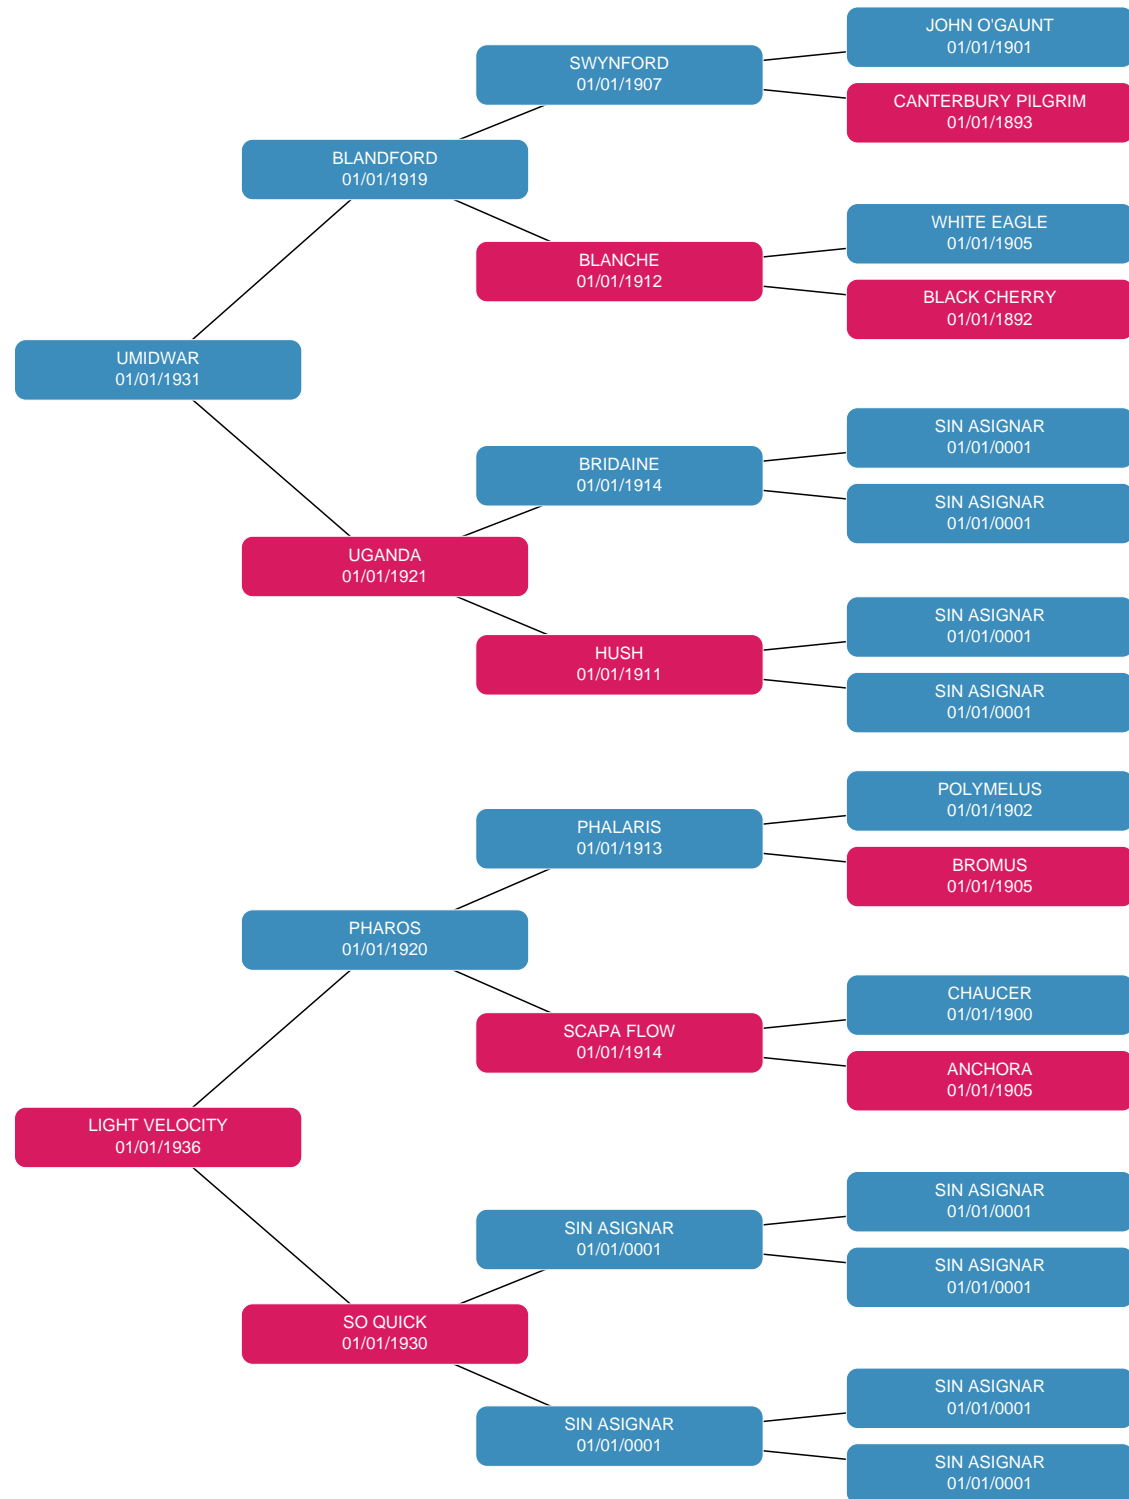 JOHN O'GAUNT
01/01/1901
SWYNFORD
01/01/1907
CANTERBURY PILGRIM
01/01/1893
BLANDFORD
01/01/1919
WHITE EAGLE
01/01/1905
BLANCHE
01/01/1912
BLACK CHERRY
01/01/1892
UMIDWAR
01/01/1931
SIN ASIGNAR
01/01/0001
BRIDAINE
01/01/1914
SIN ASIGNAR
01/01/0001
UGANDA
01/01/1921
SIN ASIGNAR
01/01/0001
HUSH
01/01/1911
SIN ASIGNAR
01/01/0001
POLYMELUS
01/01/1902
PHALARIS
01/01/1913
BROMUS
01/01/1905
PHAROS
01/01/1920
CHAUCER
01/01/1900
SCAPA FLOW
01/01/1914
ANCHORA
01/01/1905
LIGHT VELOCITY
01/01/1936
SIN ASIGNAR
01/01/0001
SIN ASIGNAR
01/01/0001
SIN ASIGNAR
01/01/0001
SO QUICK
01/01/1930
SIN ASIGNAR
01/01/0001
SIN ASIGNAR
01/01/0001
SIN ASIGNAR
01/01/0001